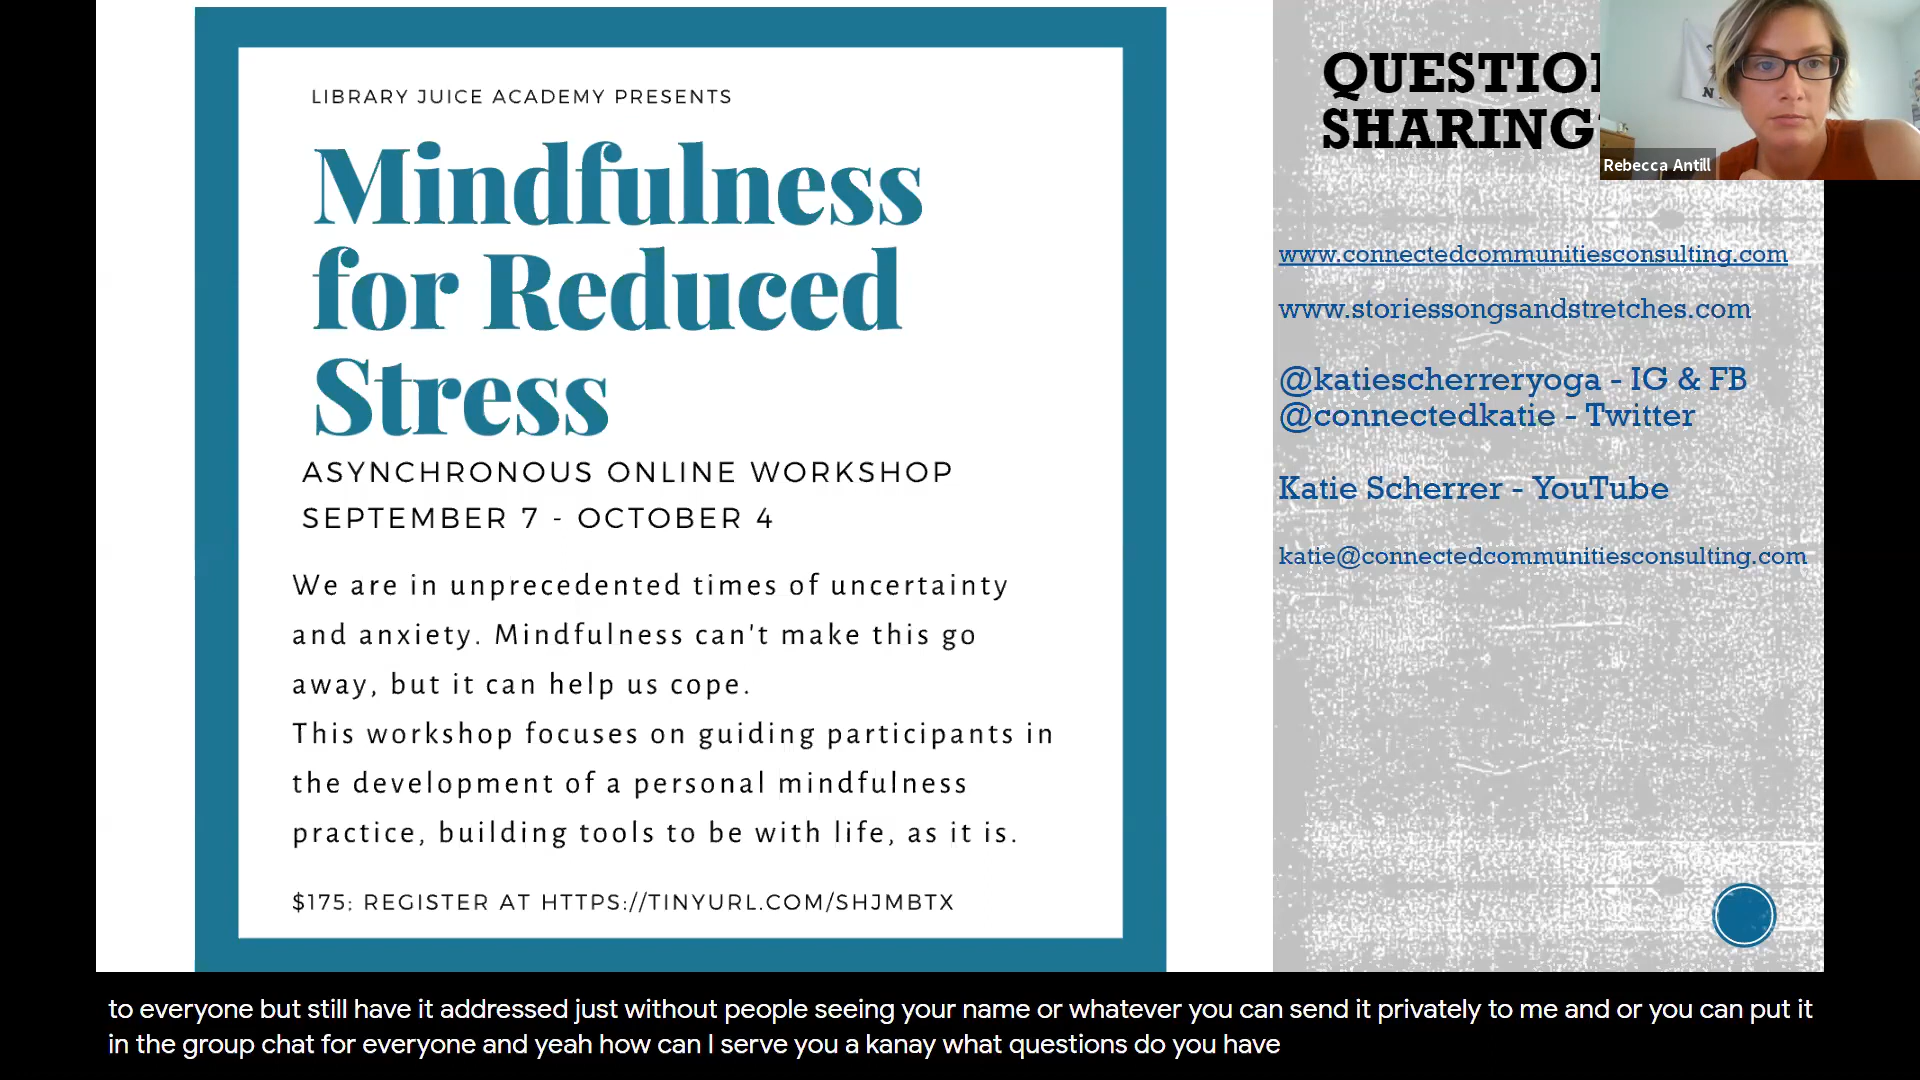 LIBRARY JUICE ACADEMY PRESENTS
Mindfulness
for Reduced
Stress
ASYNCHRONOUS ONLINE WORKSHOP
SEPTEMBER 7 - OCTOBER 4
We are in unprecedented times of uncertainty
and anxiety. Mindfulness can't make this go
away, but it can help us cope.
This workshop focuses on guiding participants in
the development of a personal mindfulness
practice, building tools to be with life, as it is.
$175; REGISTER AT HTTPS://TINYURL.COM/SHJMBTX
SHARING
Rebecca Antill
www.connectedcommunitiesconsulting.com
www.storiessongsandstretches.com
@katiescherreryoga - IG & FB
@connectedkatie - Twitter
Katie Scherrer - YouTube
katie@connectedcommunitiesconsulting.com
to everyone but still have it addressed just without people seeing your name or whatever you can send it privately to me and or you can put it
in the group chat for everyone and yeah how can I serve you a kanay what questions do you have